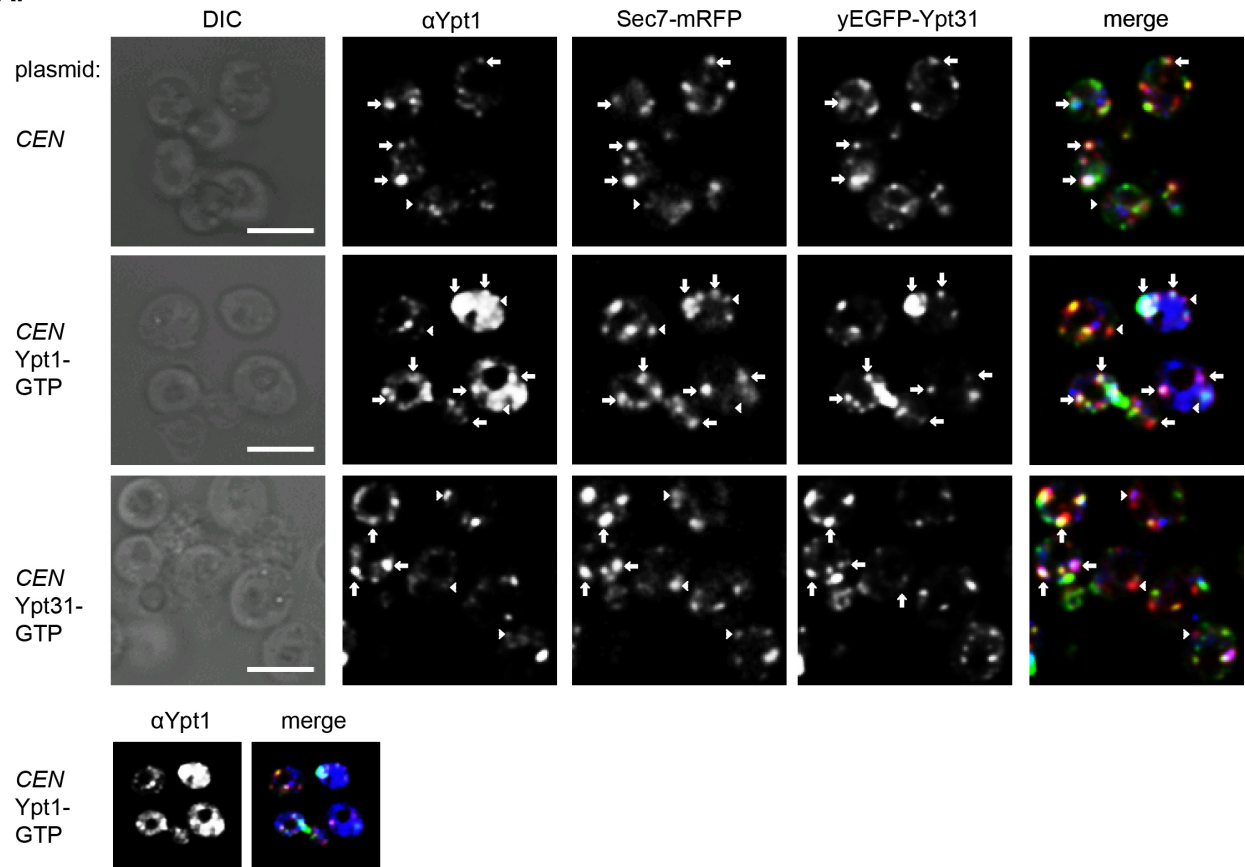 DIC αYpt1 Sec7-mRFP yEGFP-Ypt31 merge
plasmid:
CEN
CEN
Ypt1-
GTP
CEN
Ypt31-
GTP
αYpt1 merge
CEN
Ypt1-
GTP